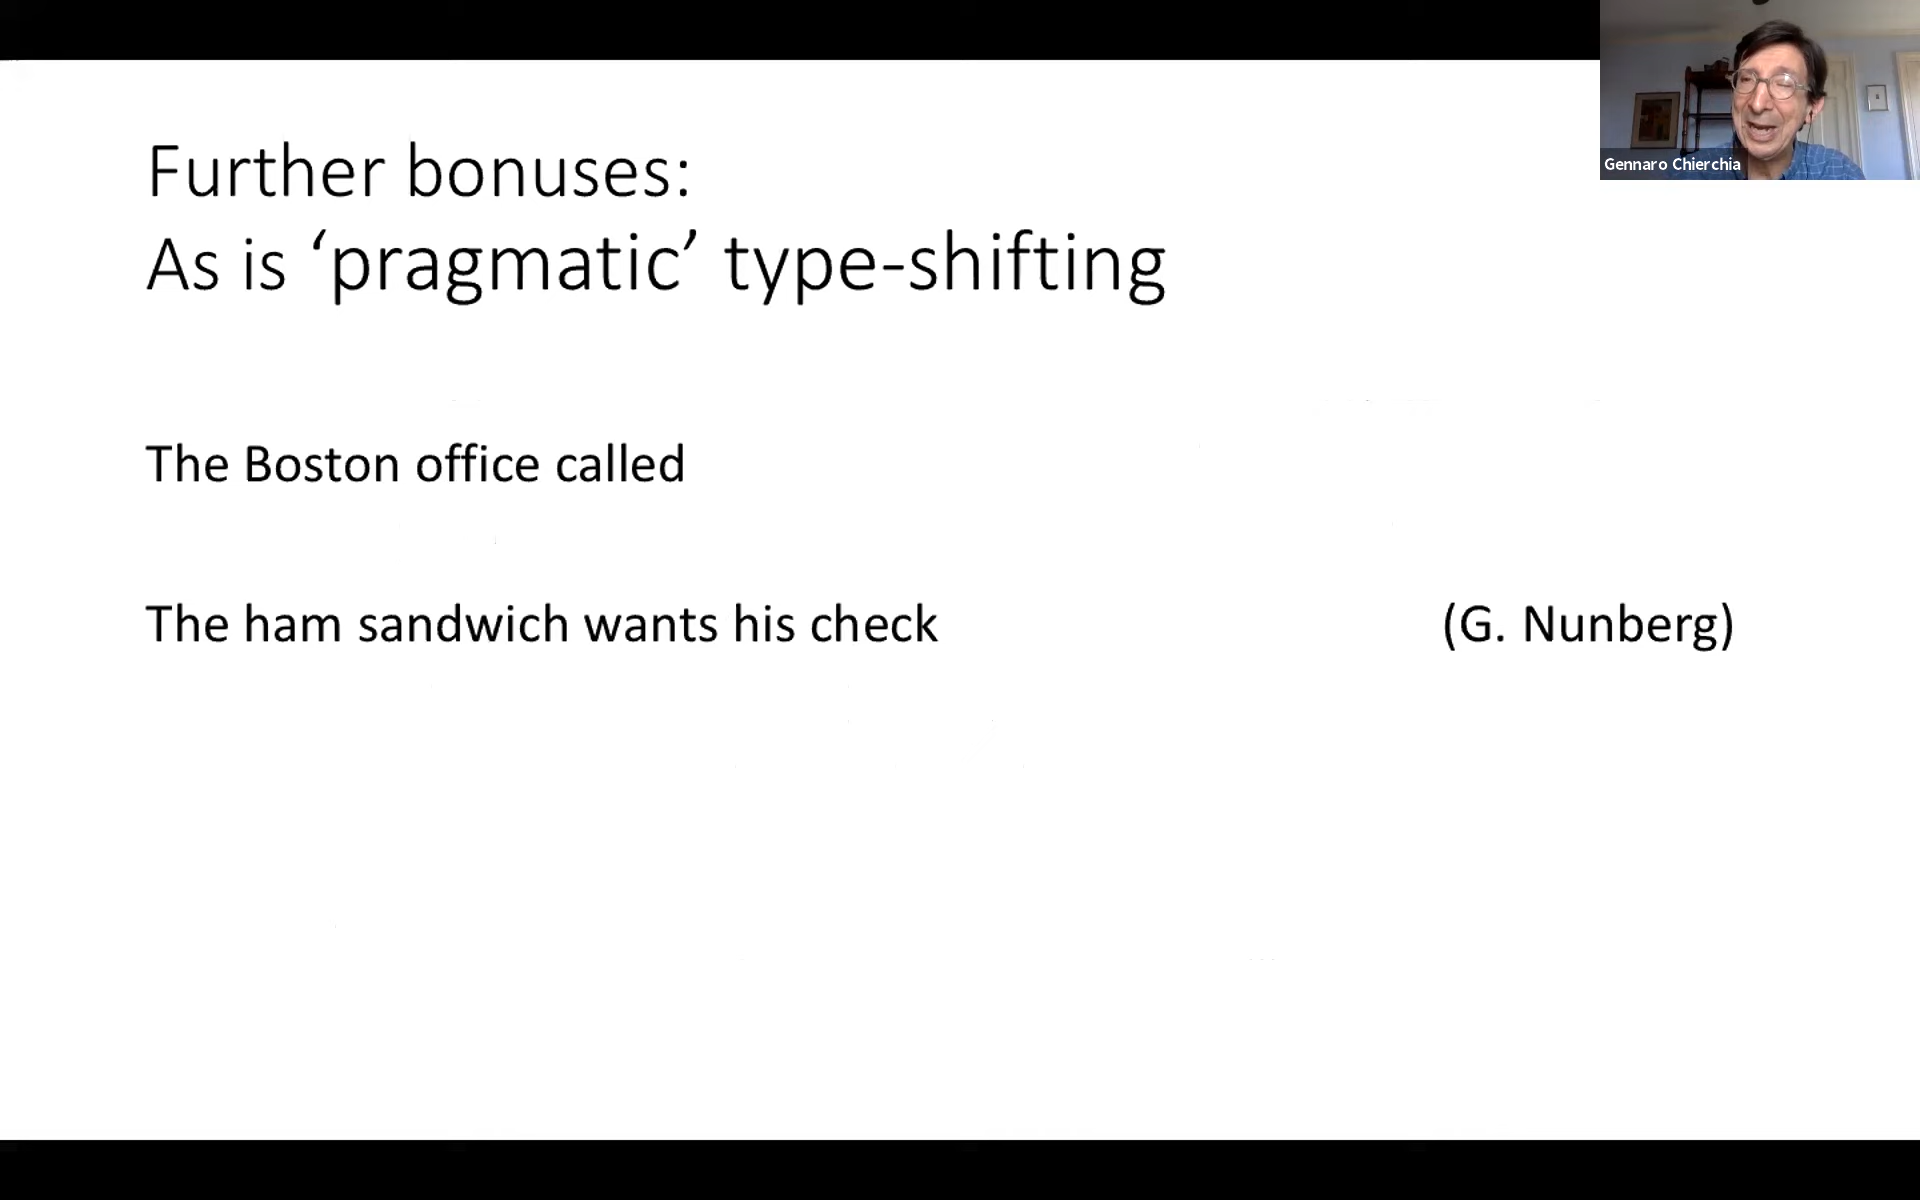 Further bonuses:
As is ‘pragmatic’ type-shifting
The Boston office called
The ham sandwich wants his check (G. Nunberg)
Gennaro Chierchia